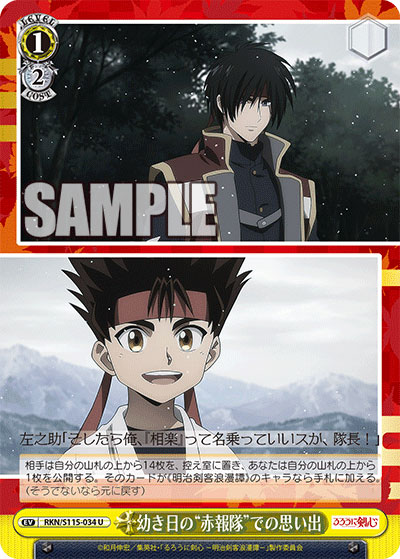 LEVEL
1
2
COST
SAMPLE
左之助「そしたら俺、『相楽』って名乗っていいスか、隊長！」
相手は自分の山札の上から14枚を、控え室に置き、あなたは自分の山札の上から
1枚を公開する。そのカードが《明治剣客浪漫譚》のキャラなら手札に加える。
（そうでないなら元に戻す）
EV RKN/S115-034 U
幼き日の“赤報隊”での思い出
るろうに剣心
©和月伸宏／集英社・「るろうに剣心 －明治剣客浪漫譚－」製作委員会